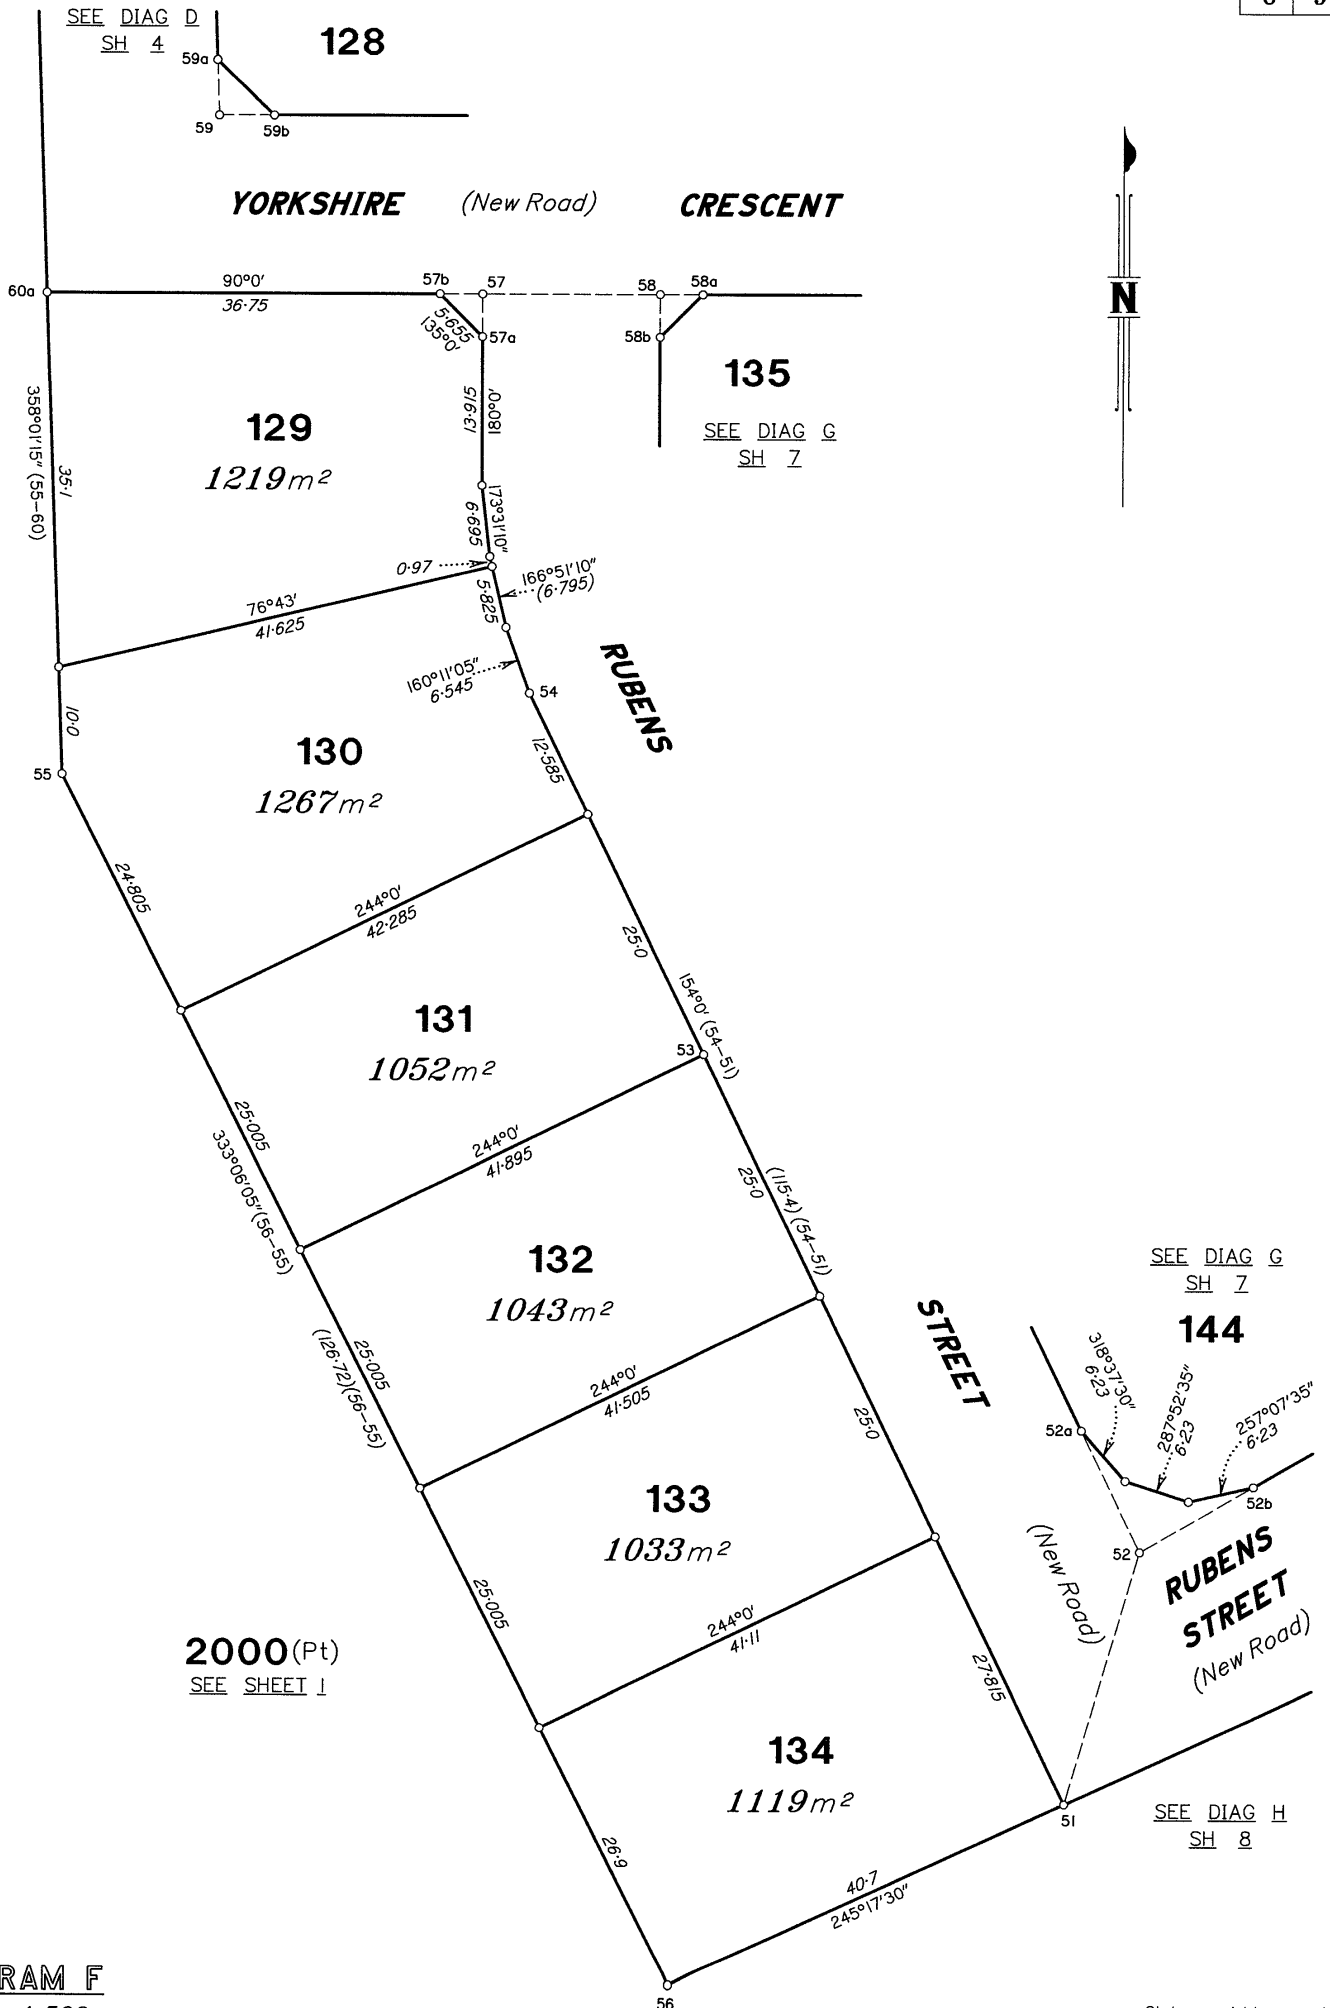 SEE DIAG D
SH 4
128
59a
59
59b
YORKSHIRE (New Road) CRESCENT
N
60a
90°0'
36·75
57b
57
58
58a
5·655
135°0'
57a
58b
135
SEE DIAG G
SH 7
13·915
180°0'
129
1219m²
358°01'15" (55–60)
35·1
173°31'10"
6·695
0·97
166°51'10"
(6·795)
5·825
76°43'
41·625
160°11'05"
6·545
54
RUBENS
10·0
55
130
1267m²
12·585
24·805
244°0'
42·285
25·0
131
1052m²
154°0' (54–51)
53
25·005
333°06'05" (56–55)
244°0'
41·895
25·0
(115·4) (54–51)
132
1043m²
25·005
(126·72)(56–55)
244°0'
41·505
STREET
25·0
SEE DIAG G
SH 7
144
318°37'30"
6·23
287°52'35"
6·23
257°07'35"
6·23
52a
52b
52
(New Road)
RUBENS
STREET
(New Road)
133
1033m²
25·005
244°0'
41·11
27·815
2000(Pt)
SEE SHEET 1
134
1119m²
51
SEE DIAG H
SH 8
26·9
40·7
245°17'30"
56
RAM F